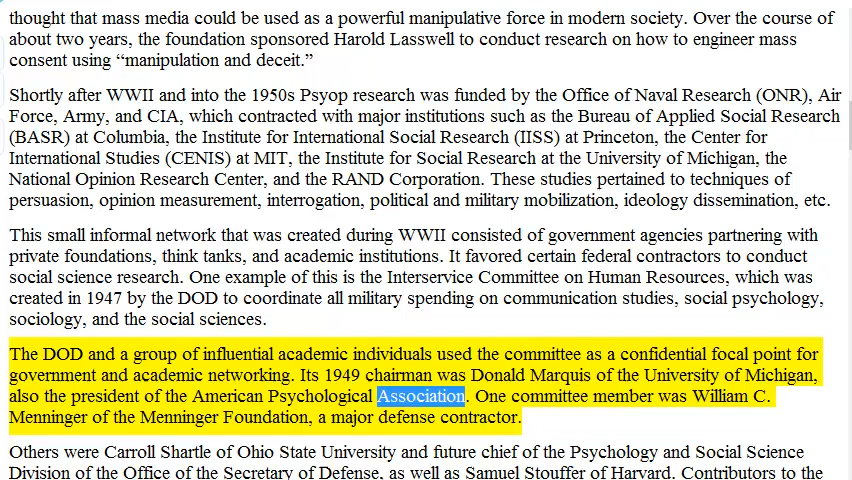 thought that mass media could be used as a powerful manipulative force in modern society. Over the course of
about two years, the foundation sponsored Harold Lasswell to conduct research on how to engineer mass
consent using “manipulation and deceit.”
Shortly after WWII and into the 1950s Psyop research was funded by the Office of Naval Research (ONR), Air
Force, Army, and CIA, which contracted with major institutions such as the Bureau of Applied Social Research
(BASR) at Columbia, the Institute for International Social Research (IISS) at Princeton, the Center for
International Studies (CENIS) at MIT, the Institute for Social Research at the University of Michigan, the
National Opinion Research Center, and the RAND Corporation. These studies pertained to techniques of
persuasion, opinion measurement, interrogation, political and military mobilization, ideology dissemination, etc.
This small informal network that was created during WWII consisted of government agencies partnering with
private foundations, think tanks, and academic institutions. It favored certain federal contractors to conduct
social science research. One example of this is the Interservice Committee on Human Resources, which was
created in 1947 by the DOD to coordinate all military spending on communication studies, social psychology,
sociology, and the social sciences.
The DOD and a group of influential academic individuals used the committee as a confidential focal point for
government and academic networking. Its 1949 chairman was Donald Marquis of the University of Michigan,
also the president of the American Psychological Association. One committee member was William C.
Menninger of the Menninger Foundation, a major defense contractor.
Others were Carroll Shartle of Ohio State University and future chief of the Psychology and Social Science
Division of the Office of the Secretary of Defense, as well as Samuel Stouffer of Harvard. Contributors to the